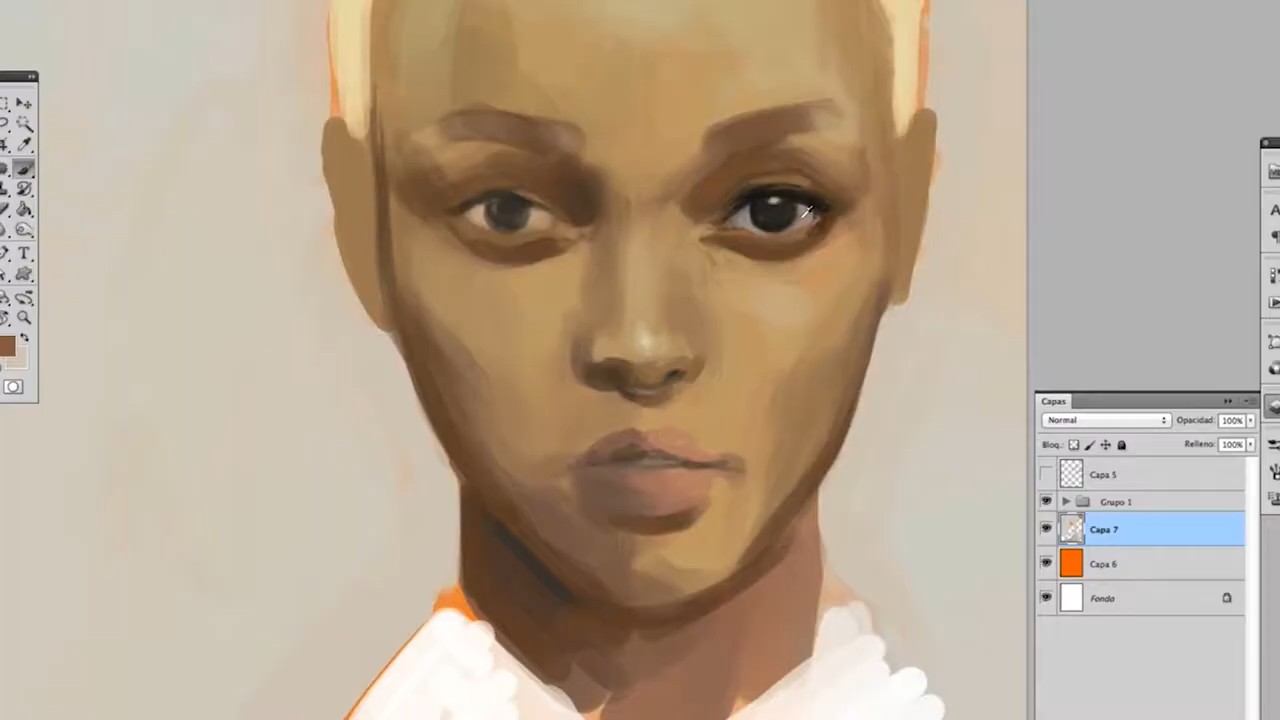 Capas
Normal Opacidad: 100%
Bloq.: Relleno: 100%
Capa 5
Grupo 1
Capa 7
Capa 6
Fondo